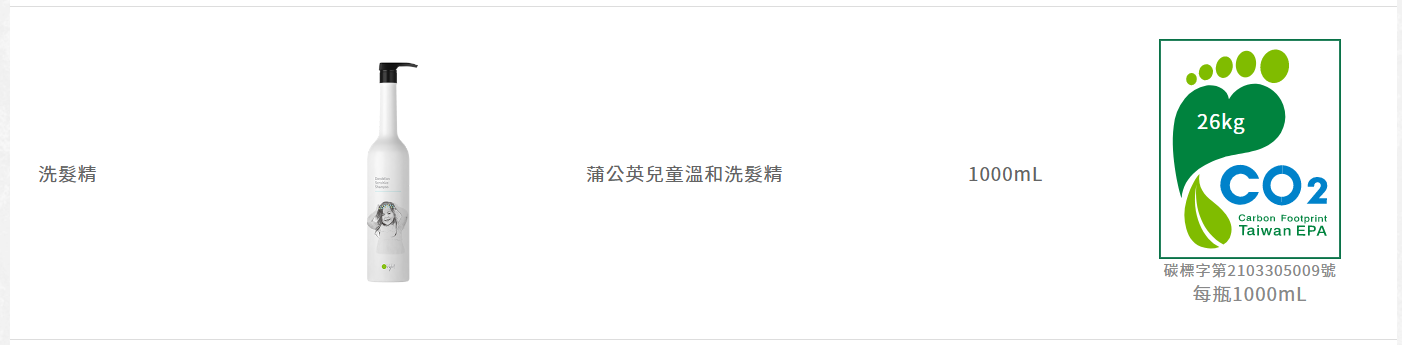 洗髮精
蒲公英兒童溫和洗髮精
1000mL
26kg
CO2
Carbon Footprint
Taiwan EPA
碳標字第2103305009號
每瓶1000mL